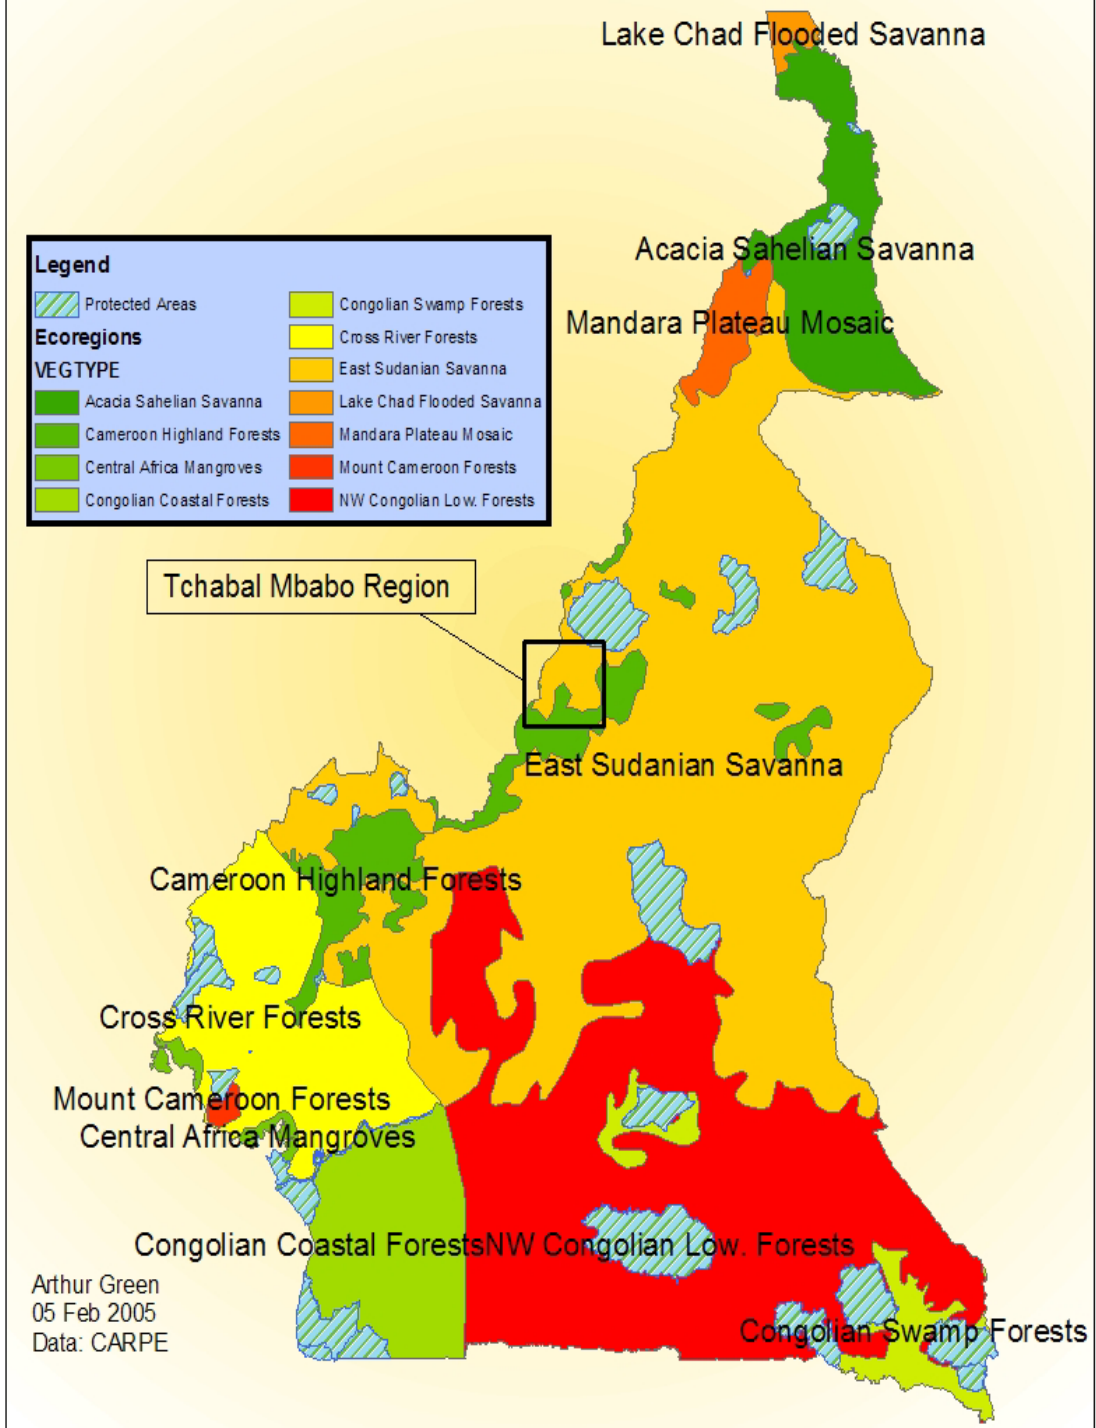 Lake Chad Flooded Savanna
Acacia Sahelian Savanna
Mandara Plateau Mosaic
Legend
Protected Areas
Ecoregions
VEGTYPE
Acacia Sahelian Savanna
Cameroon Highland Forests
Central Africa Mangroves
Congolian Coastal Forests
Congolian Swamp Forests
Cross River Forests
East Sudanian Savanna
Lake Chad Flooded Savanna
Mandara Plateau Mosaic
Mount Cameroon Forests
NW Congolian Low. Forests
Tchabal Mbabo Region
East Sudanian Savanna
Cameroon Highland Forests
Cross River Forests
Mount Cameroon Forests
Central Africa Mangroves
Congolian Coastal Forests
NW Congolian Low. Forests
Congolian Swamp Forests
Arthur Green
05 Feb 2005
Data: CARPE